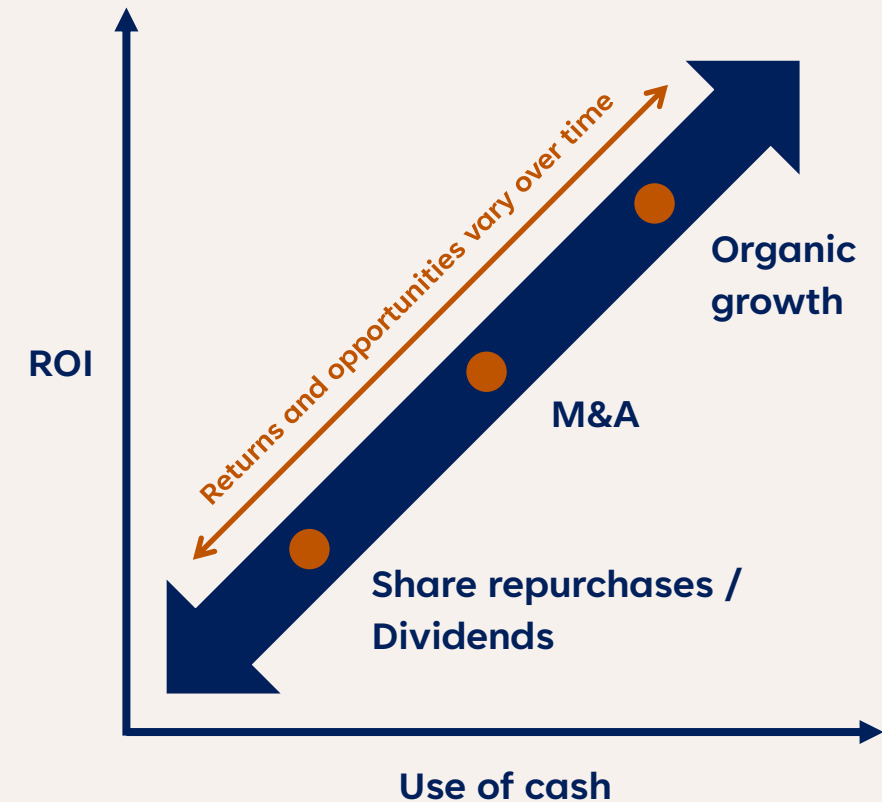 Returns and opportunities vary over time
Organic
growth
ROI
M&A
Share repurchases /
Dividends
Use of cash